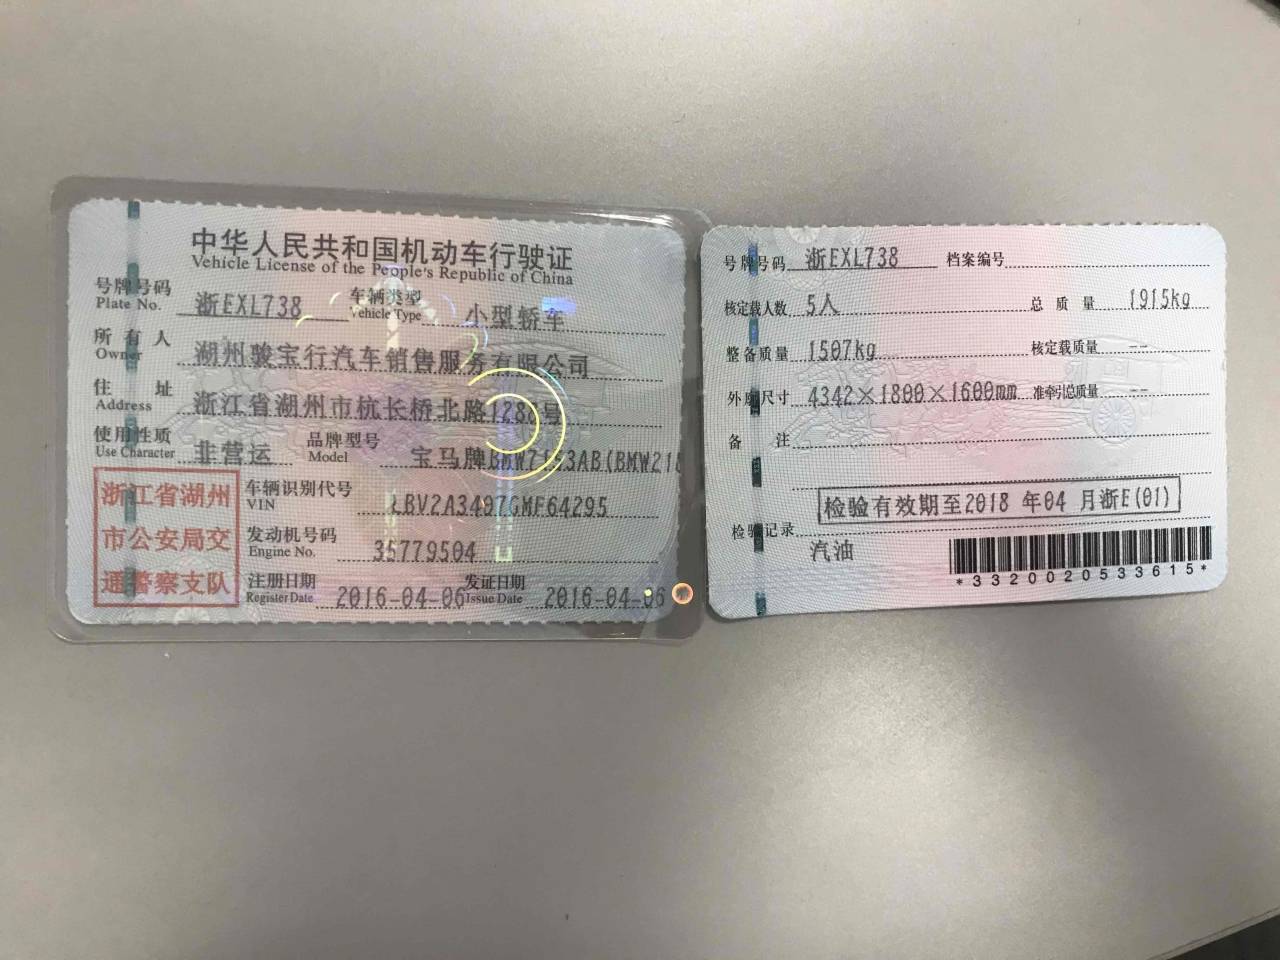 中华人民共和国机动车行驶证
Vehicle License of the People's Republic of China
号牌号码 浙EXL738 车辆类型 小型轿车
Plate No. Vehicle Type
所有人 湖州骏宝行汽车销售服务有限公司
Owner
住址 浙江省湖州市杭长桥北路1288号
Address
使用性质 非营运 品牌型号 宝马牌
Use Character Model
浙江省湖州
市公安局交
通警察支队
车辆识别代号 LBV2A3407GMF64295
VIN
发动机号码 35779504
Engine No.
注册日期 2016-04-06 发证日期 2016-04-06
Register Date Issue Date
号牌号码 浙EXL738 档案编号
核定载人数 5人 总质量 1915kg
整备质量 1507kg 核定载质量 --
外廓尺寸 4342×1800×1600mm 准牵引总质量 --
备注
检验有效期至2018 年04 月浙E(01)
检验记录
汽油
*3320020533615*